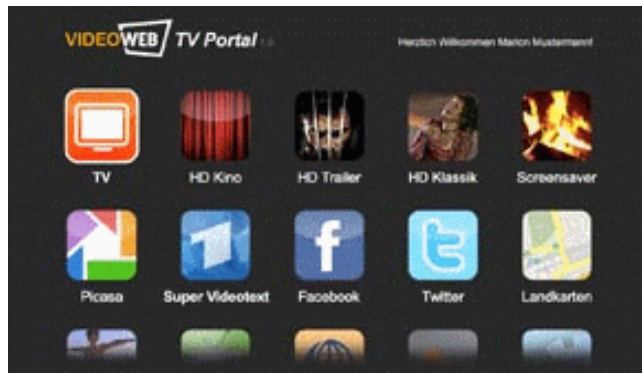 VIDEOWEB TV Portal
Herzlich Willkommen Marion Mustermann!
TV HD Kino HD Trailer HD Klassik Screensaver
Picasa Super Videotext Facebook Twitter Landkarten